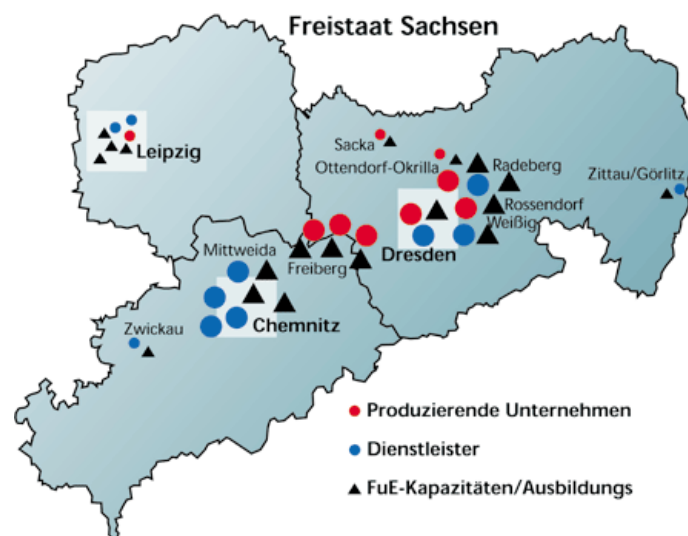 Freistaat Sachsen
Sacka
Leipzig
Ottendorf-Okrilla
Radeberg
Zittau/Görlitz
Rossendorf
Weißig
Mittweida
Dresden
Freiberg
Chemnitz
Zwickau
Produzierende Unternehmen
Dienstleister
FuE-Kapazitäten/Ausbildungs